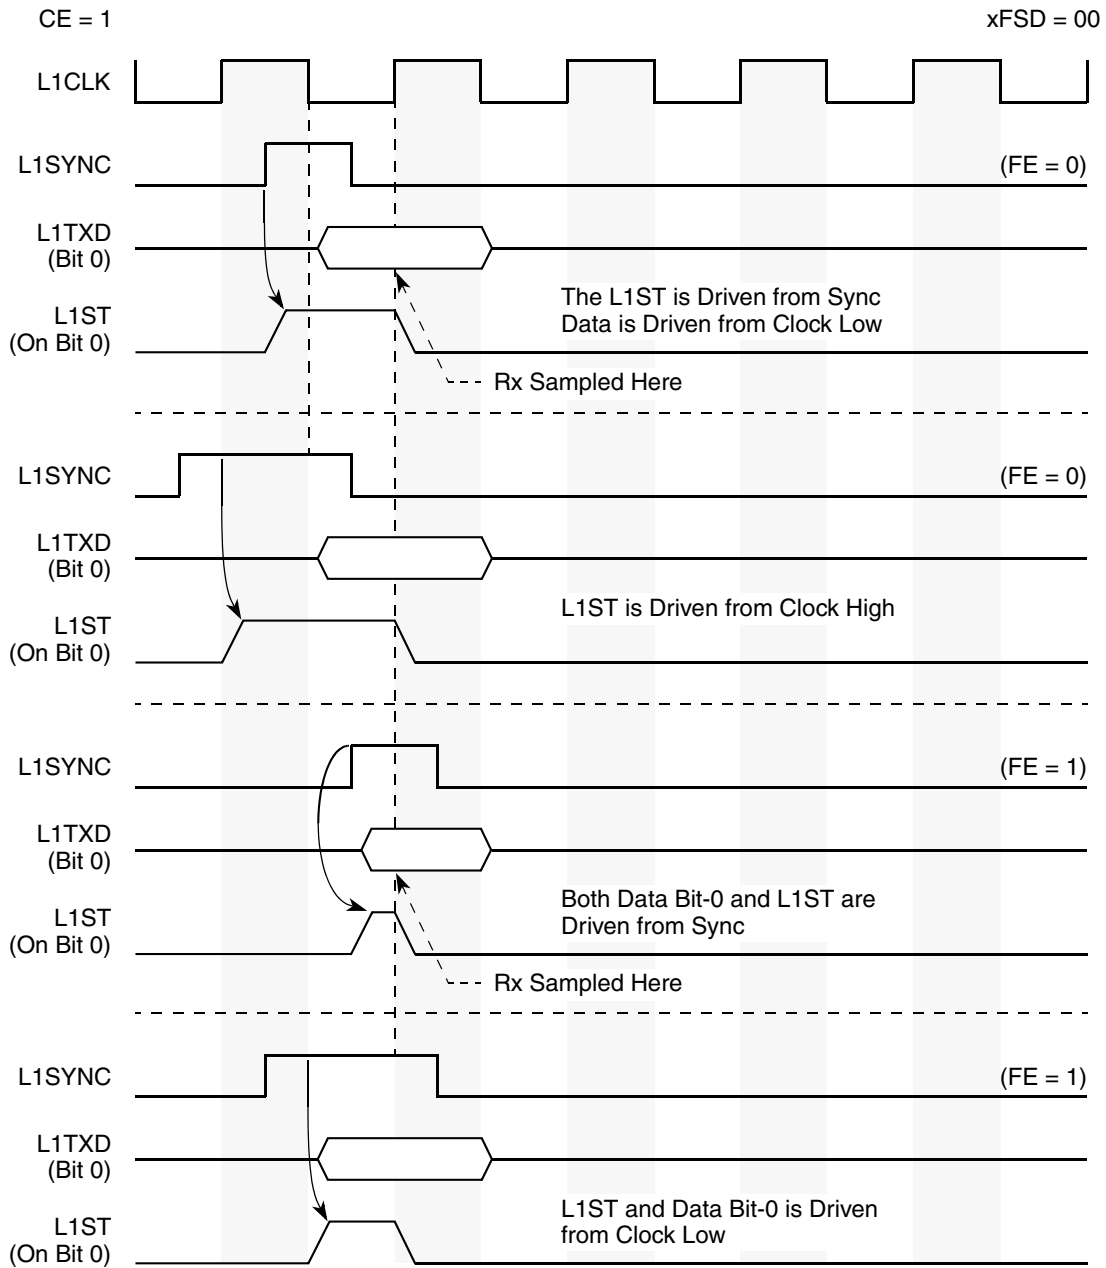 CE = 1
xFSD = 00
L1CLK
L1SYNC
(FE = 0)
L1TXD
(Bit 0)
The L1ST is Driven from Sync
Data is Driven from Clock Low
L1ST
(On Bit 0)
Rx Sampled Here
L1SYNC
(FE = 0)
L1TXD
(Bit 0)
L1ST is Driven from Clock High
L1ST
(On Bit 0)
L1SYNC
(FE = 1)
L1TXD
(Bit 0)
Both Data Bit-0 and L1ST are
Driven from Sync
L1ST
(On Bit 0)
Rx Sampled Here
L1SYNC
(FE = 1)
L1TXD
(Bit 0)
L1ST and Data Bit-0 is Driven
from Clock Low
L1ST
(On Bit 0)